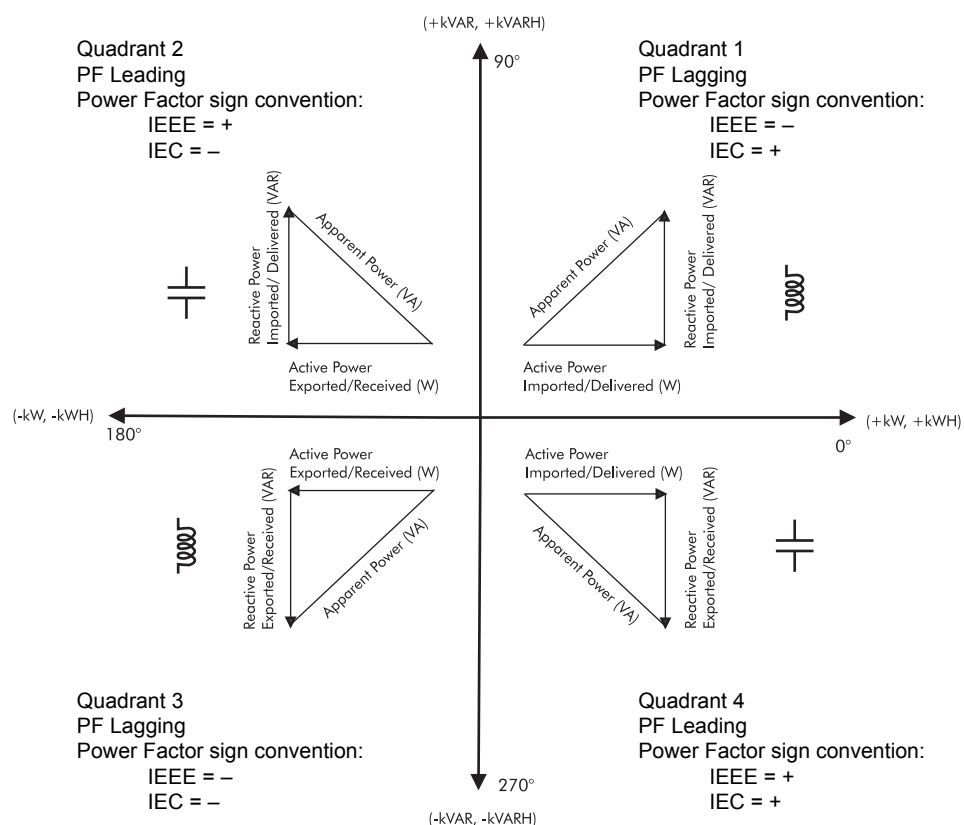 (+kVAR, +kVARH)
90°
Quadrant 2
PF Leading
Power Factor sign convention:
IEEE = +
IEC = –
Quadrant 1
PF Lagging
Power Factor sign convention:
IEEE = –
IEC = +
Reactive Power
Imported/ Delivered (VAR)
Apparent Power (VA)
Active Power
Exported/Received (W)
Apparent Power (VA)
Reactive Power
Imported/ Delivered (VAR)
Active Power
Imported/Delivered (W)
(-kW, -kWH)
180°
(+kW, +kWH)
0°
Active Power
Exported/Received (W)
Reactive Power
Exported/Received (VAR)
Apparent Power (VA)
Active Power
Imported/Delivered (W)
Apparent Power (VA)
Reactive Power
Exported/Received (VAR)
Quadrant 3
PF Lagging
Power Factor sign convention:
IEEE = –
IEC = –
Quadrant 4
PF Leading
Power Factor sign convention:
IEEE = +
IEC = +
270°
(-kVAR, -kVARH)